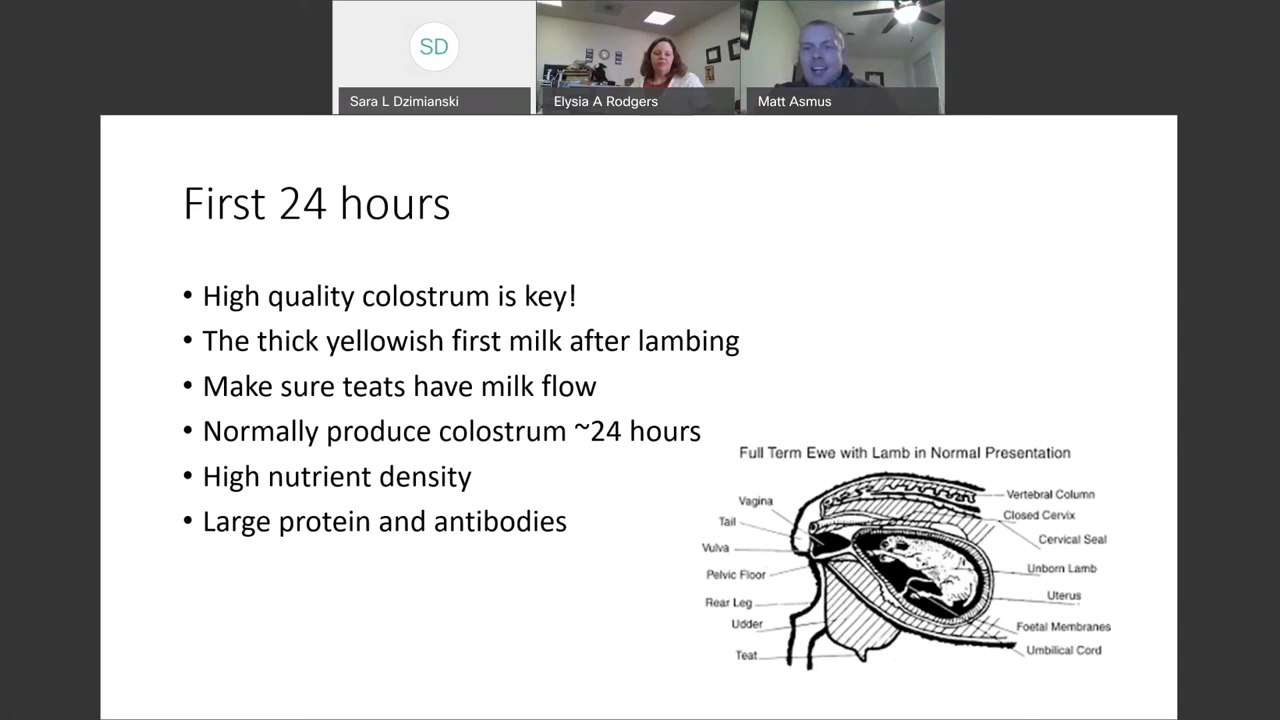 SD
Sara L Dzimianski
Elysia A Rodgers
Matt Asmus
First 24 hours
• High quality colostrum is key!
• The thick yellowish first milk after lambing
• Make sure teats have milk flow
• Normally produce colostrum ~24 hours
• High nutrient density
• Large protein and antibodies
Full Term Ewe with Lamb in Normal Presentation
Vagina
Tail
Vulva
Pelvic Floor
Rear Leg
Udder
Teat
Vertebral Column
Closed Cervix
Cervical Seal
Unborn Lamb
Uterus
Foetal Membranes
Umbilical Cord